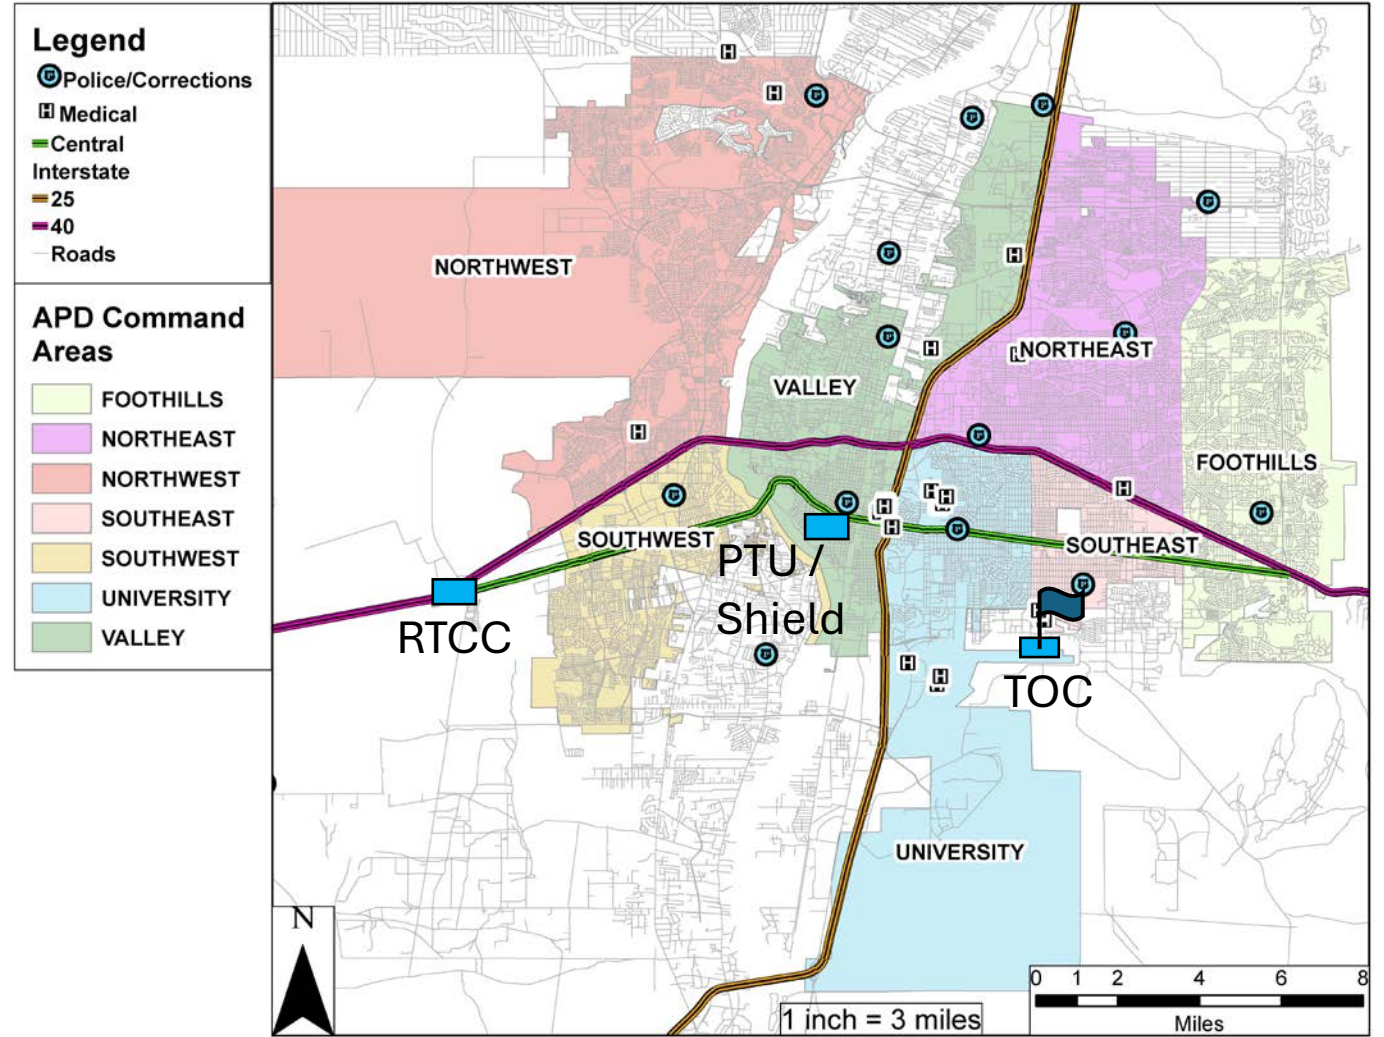 Legend
Police/Corrections
H Medical
Central
Interstate
25
40
Roads
APD Command
Areas
FOOTHILLS
NORTHEAST
NORTHWEST
SOUTHEAST
SOUTHWEST
UNIVERSITY
VALLEY
NORTHWEST
NORTHEAST
VALLEY
FOOTHILLS
SOUTHWEST
SOUTHEAST
PTU /
Shield
RTCC
TOC
UNIVERSITY
N
0 1 2 4 6 8
Miles
1 inch = 3 miles